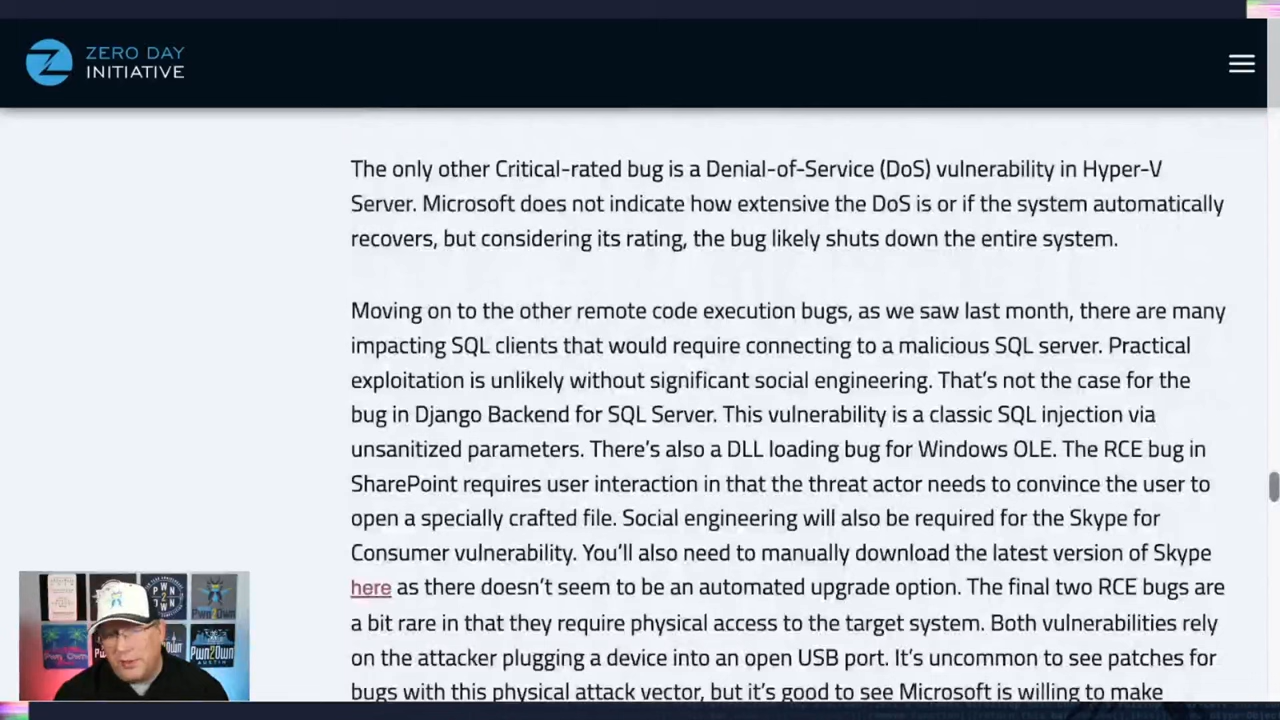 ZERO DAY
INITIATIVE
The only other Critical-rated bug is a Denial-of-Service (DoS) vulnerability in Hyper-V
Server. Microsoft does not indicate how extensive the DoS is or if the system automatically
recovers, but considering its rating, the bug likely shuts down the entire system.
Moving on to the other remote code execution bugs, as we saw last month, there are many
impacting SQL clients that would require connecting to a malicious SQL server. Practical
exploitation is unlikely without significant social engineering. That’s not the case for the
bug in Django Backend for SQL Server. This vulnerability is a classic SQL injection via
unsanitized parameters. There’s also a DLL loading bug for Windows OLE. The RCE bug in
SharePoint requires user interaction in that the threat actor needs to convince the user to
open a specially crafted file. Social engineering will also be required for the Skype for
Consumer vulnerability. You’ll also need to manually download the latest version of Skype
here as there doesn’t seem to be an automated upgrade option. The final two RCE bugs are
a bit rare in that they require physical access to the target system. Both vulnerabilities rely
on the attacker plugging a device into an open USB port. It’s uncommon to see patches for
bugs with this physical attack vector, but it’s good to see Microsoft is willing to make
PWN
2
OWN
Pwn2Own
Pwn2Own
AUSTIN